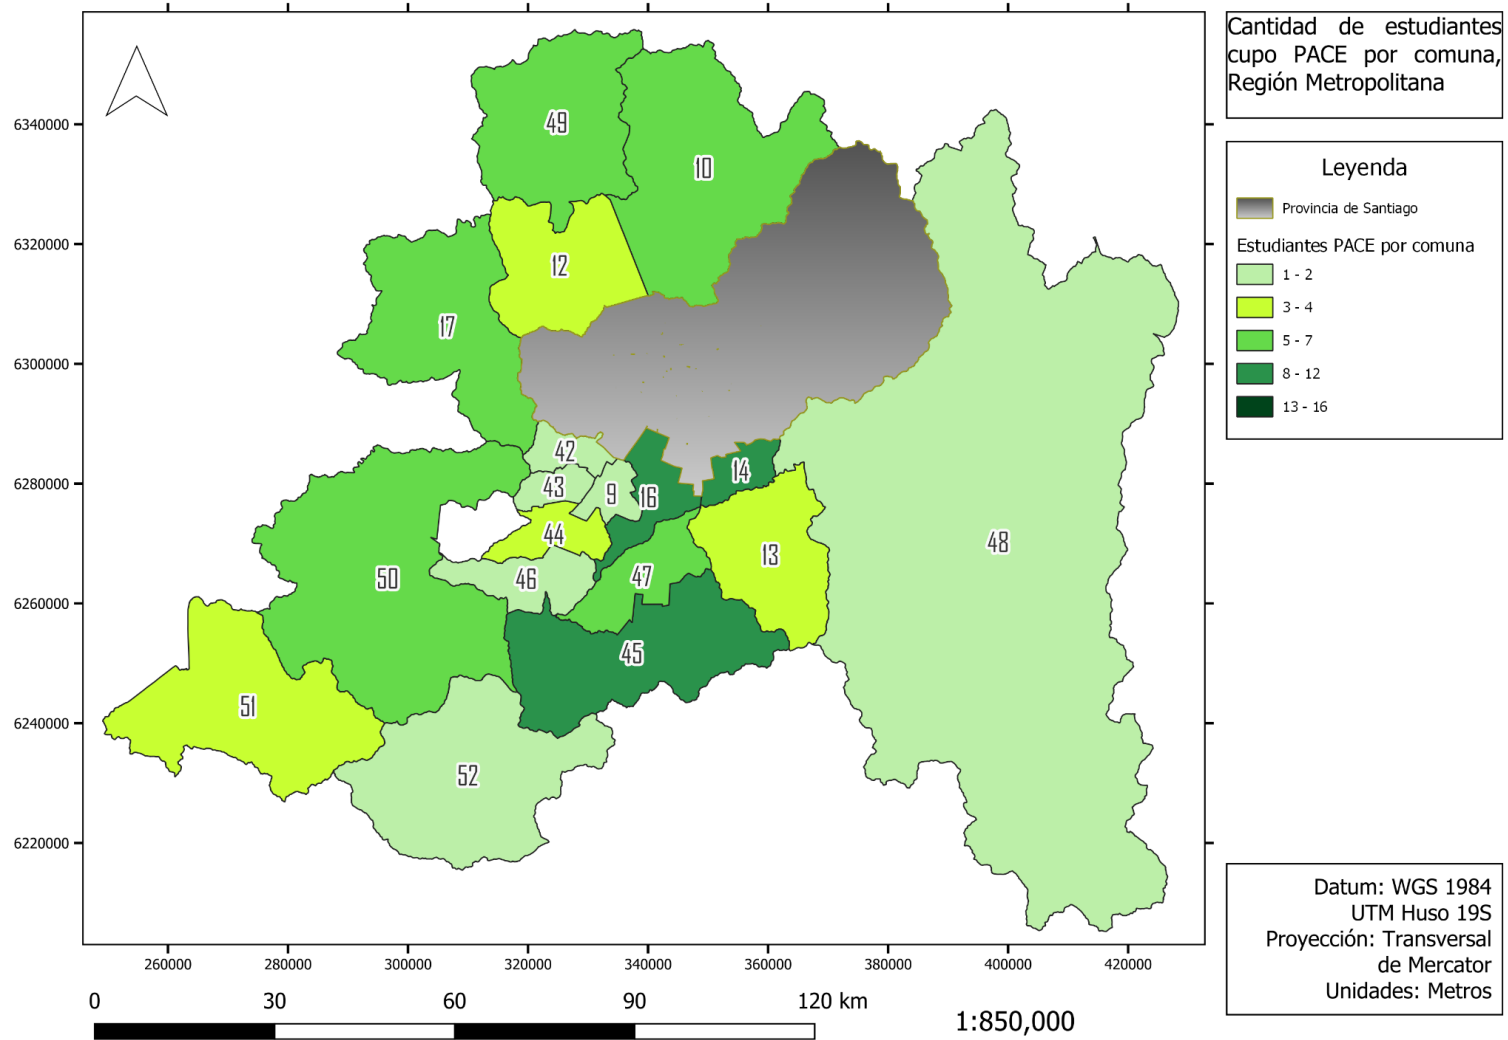 Cantidad de estudiantes
cupo PACE por comuna,
Región Metropolitana
Leyenda
Provincia de Santiago
Estudiantes PACE por comuna
1 - 2
3 - 4
5 - 7
8 - 12
13 - 16
Datum: WGS 1984
UTM Huso 19S
Proyección: Transversal
de Mercator
Unidades: Metros
6340000
6320000
6300000
6280000
6260000
6240000
6220000
49
10
12
17
42
14
43
9
16
44
48
13
50
46
47
45
51
52
260000 280000 300000 320000 340000 360000 380000 400000 420000
0 30 60 90 120 km
1:850,000